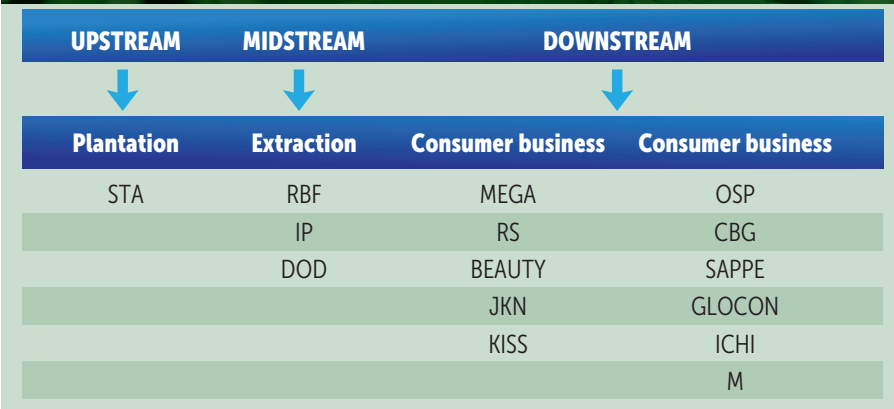 UPSTREAM MIDSTREAM DOWNSTREAM
Plantation Extraction Consumer business Consumer business
STA RBF MEGA OSP
IP RS CBG
DOD BEAUTY SAPPE
JKN GLOCON
KISS ICHI
M